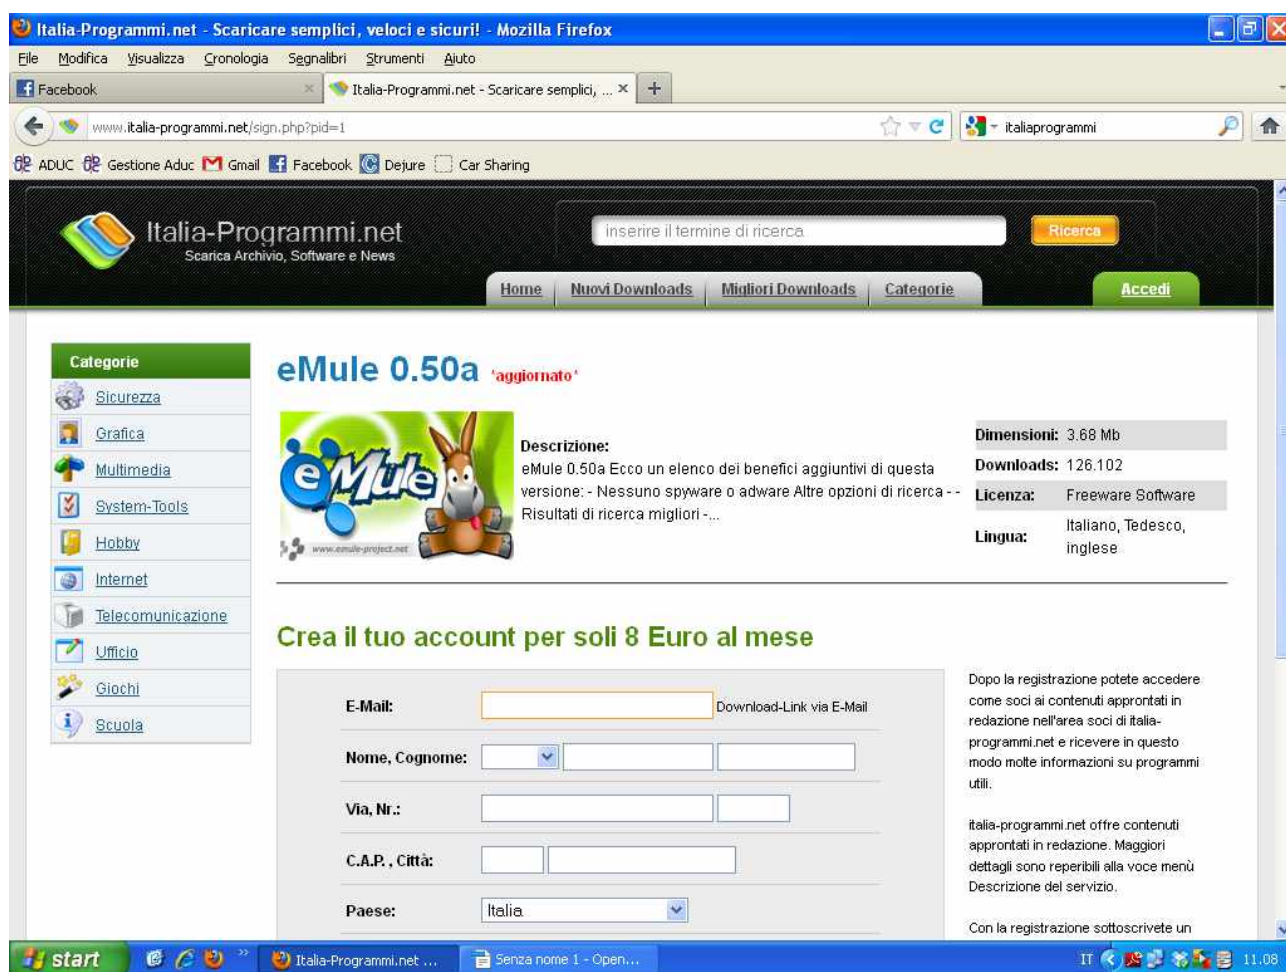 Italia-Programmi.net - Scaricare semplici, veloci e sicuri! - Mozilla Firefox
File Modifica Visualizza Cronologia Segnalibri Strumenti Aiuto
Facebook
Italia-Programmi.net - Scaricare semplici, ...
www.italia-programmi.net/sign.php?pid=1
italiaprogrammi
ADUC Gestione Aduc Gmail Facebook Dejure Car Sharing
Italia-Programmi.net
Scarica Archivio, Software e News
inserire il termine di ricerca
Ricerca
Home Nuovi Downloads Migliori Downloads Categorie Accedi
Categorie
Sicurezza
Grafica
Multimedia
System-Tools
Hobby
Internet
Telecomunicazione
Ufficio
Giochi
Scuola
eMule 0.50a *aggiornato*
eMule
www.emule-project.net
Descrizione:
eMule 0.50a Ecco un elenco dei benefici aggiuntivi di questa
versione: - Nessuno spyware o adware Altre opzioni di ricerca - -
Risultati di ricerca migliori -...
Dimensioni: 3.68 Mb
Downloads: 126.102
Licenza: Freeware Software
Lingua: Italiano, Tedesco,
inglese
Crea il tuo account per soli 8 Euro al mese
E-Mail: Download-Link via E-Mail
Nome, Cognome:
Via, Nr.:
C.A.P. , Città:
Paese: Italia
Dopo la registrazione potete accedere
come soci ai contenuti approntati in
redazione nell'area soci di italia-
programmi.net e ricevere in questo
modo molte informazioni su programmi
utili.
italia-programmi.net offre contenuti
approntati in redazione. Maggiori
dettagli sono reperibili alla voce menù
Descrizione del servizio.
Con la registrazione sottoscrivete un
start
Italia-Programmi.net ...
Senza nome 1 - Open...
IT
11.08